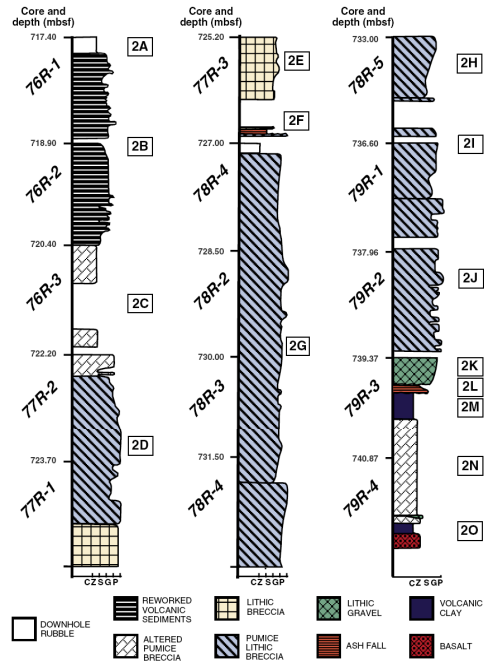 Core and
depth (mbsf)
717.40
2A
76R-1
718.90
2B
76R-2
720.40
76R-3
2C
722.20
77R-2
2D
723.70
77R-1
CZSGP
Core and
depth (mbsf)
725.20
2E
77R-3
2F
727.00
78R-4
728.50
78R-2
2G
730.00
78R-3
731.50
78R-4
CZSGP
Core and
depth (mbsf)
733.00
2H
78R-5
736.60
2I
79R-1
737.96
2J
79R-2
739.37
2K
2L
79R-3
2M
740.87
2N
79R-4
2O
CZ SGP
DOWNHOLE
RUBBLE
REWORKED
VOLCANIC
SEDIMENTS
ALTERED
PUMICE
BRECCIA
LITHIC
BRECCIA
PUMICE
LITHIC
BRECCIA
LITHIC
GRAVEL
ASH FALL
VOLCANIC
CLAY
BASALT